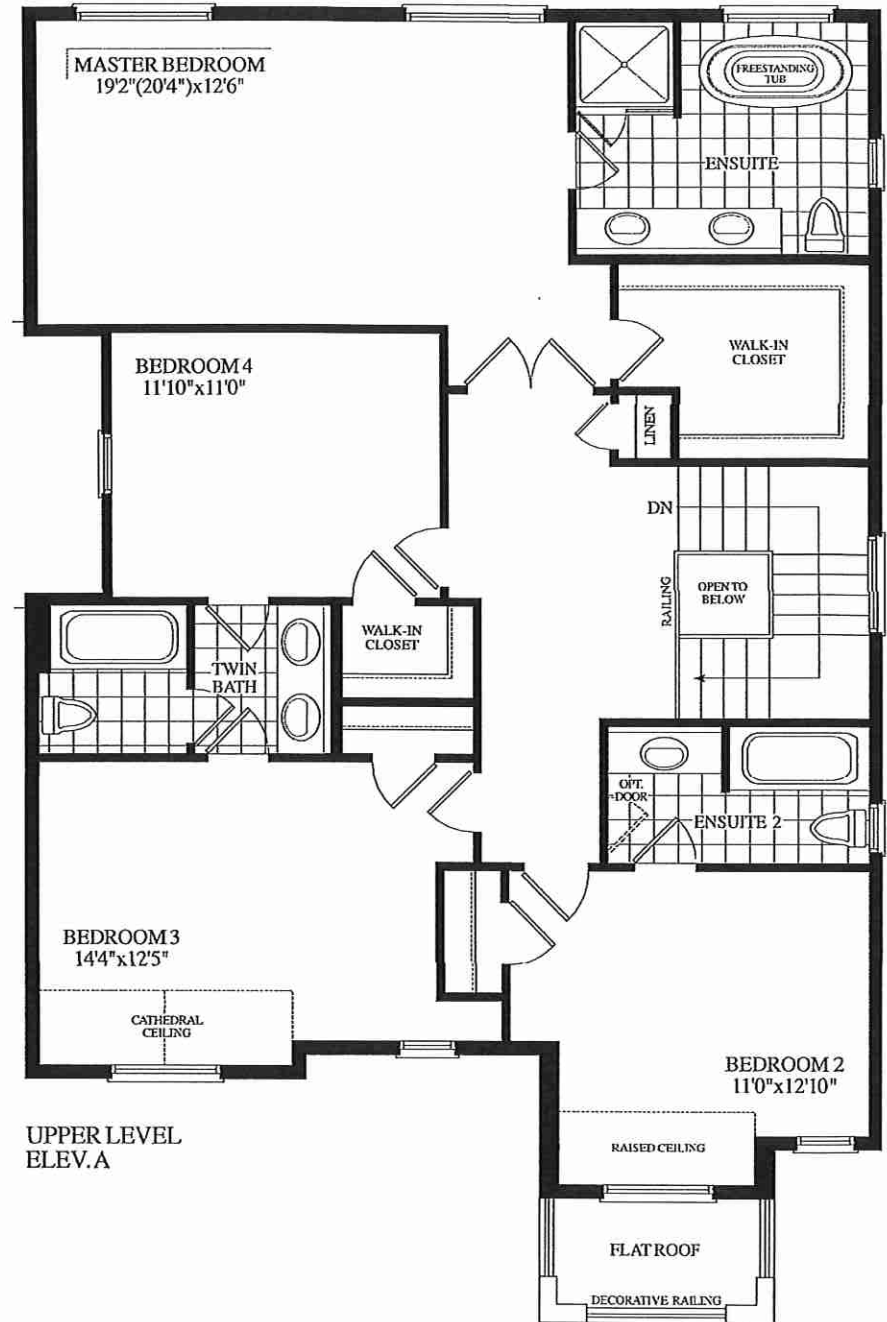 MASTER BEDROOM
19'2"(20'4")x12'6"
FREESTANDING
TUB
ENSUITE
BEDROOM 4
11'10"x11'0"
WALK-IN
CLOSET
LINEN
DN
RAILING
OPEN TO
BELOW
WALK-IN
CLOSET
TWIN
BATH
OPT.
DOOR
ENSUITE 2
BEDROOM 3
14'4"x12'5"
CATHEDRAL
CEILING
BEDROOM 2
11'0"x12'10"
RAISED CEILING
UPPER LEVEL
ELEV. A
FLAT ROOF
DECORATIVE RAILING